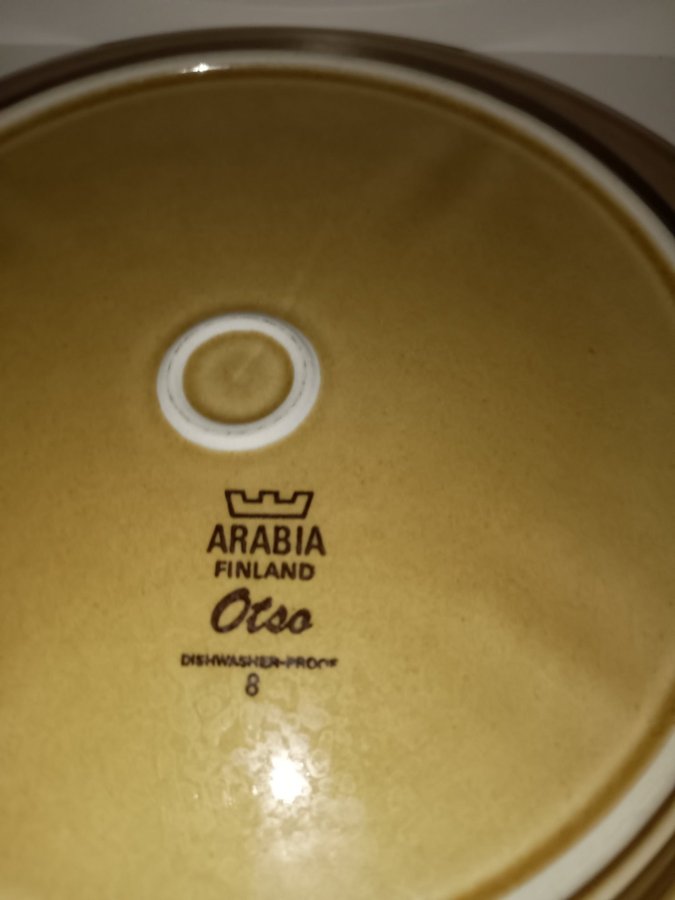 ARABIA
FINLAND
Otso
DISHWASHER-PROOF
8